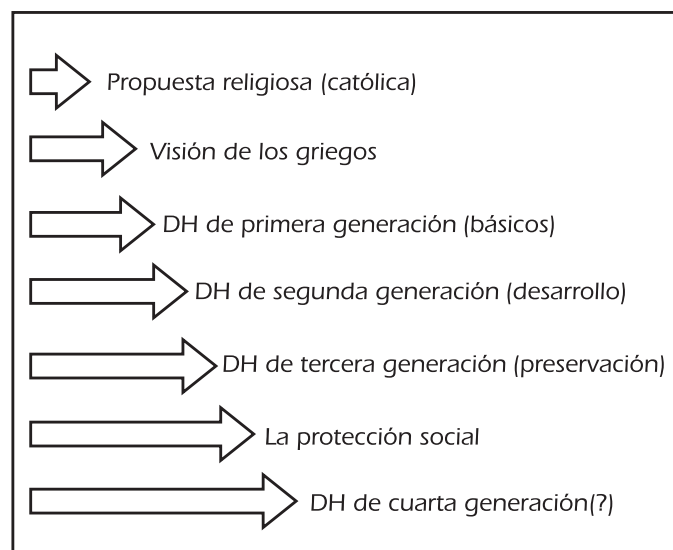 Propuesta religiosa (católica)
Visión de los griegos
DH de primera generación (básicos)
DH de segunda generación (desarrollo)
DH de tercera generación (preservación)
La protección social
DH de cuarta generación(?)